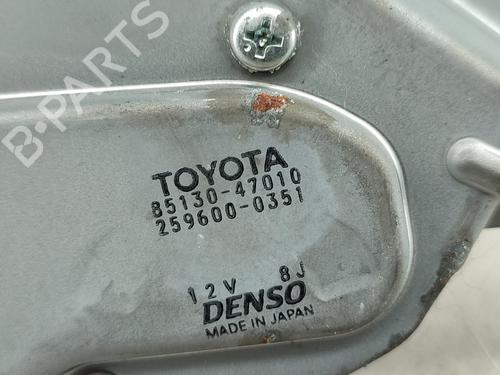 B-PARTS
TOYOTA
85130-47010
259600-0351
12V 8J
DENSO
MADE IN JAPAN